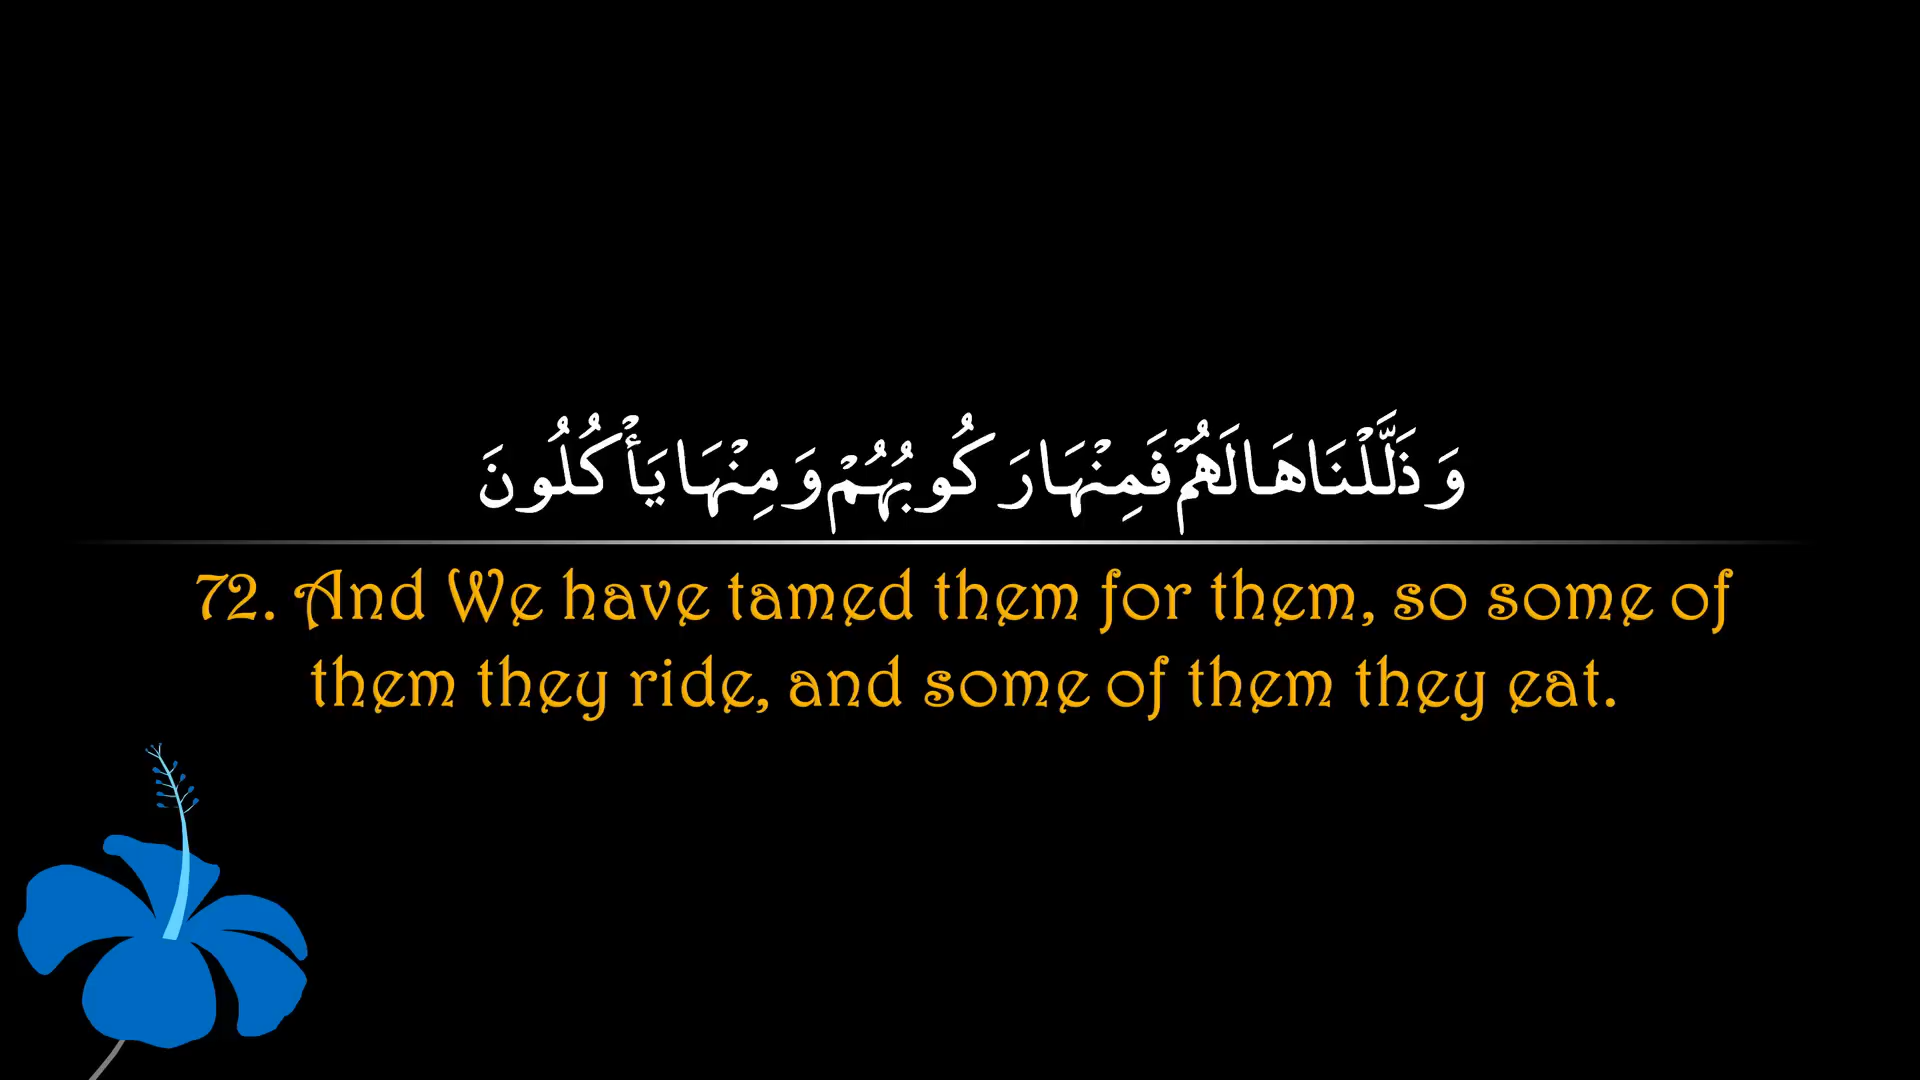 وَذَلَّلْنَاهَا لَهُمْ فَمِنْهَا رَكُوبُهُمْ وَمِنْهَا يَأْكُلُونَ
72. And We have tamed them for them, so some of
them they ride, and some of them they eat.